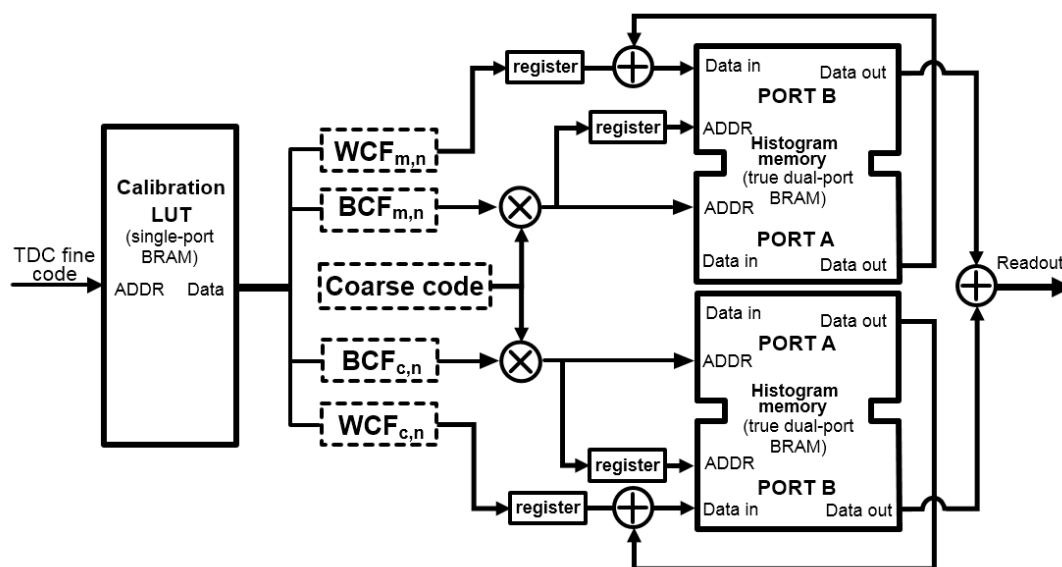 TDC fine
code
Calibration
LUT
(single-port
BRAM)
ADDR
Data
WCFm,n
BCFm,n
Coarse code
BCFc,n
WCFc,n
register
register
Data in
Data out
PORT B
ADDR
Histogram
memory
(true dual-port
BRAM)
ADDR
PORT A
Data in
Data out
Readout
Data in
Data out
PORT A
ADDR
Histogram
memory
(true dual-port
BRAM)
register
ADDR
PORT B
register
Data in
Data out